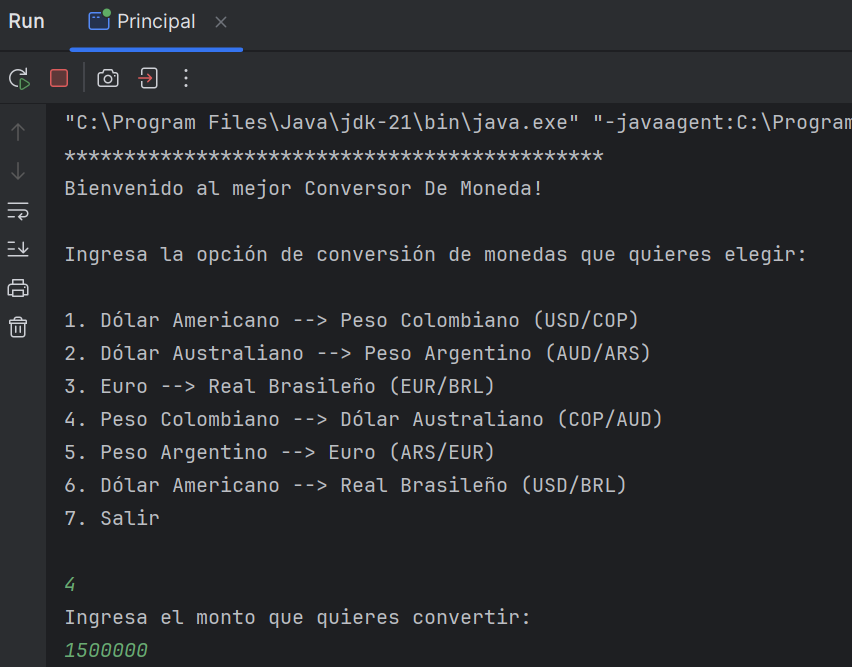 Run Principal
"C:\Program Files\Java\jdk-21\bin\java.exe" "-javaagent:C:\Program
*********************************************
Bienvenido al mejor Conversor De Moneda!
Ingresa la opción de conversión de monedas que quieres elegir:
1. Dólar Americano --> Peso Colombiano (USD/COP)
2. Dólar Australiano --> Peso Argentino (AUD/ARS)
3. Euro --> Real Brasileño (EUR/BRL)
4. Peso Colombiano --> Dólar Australiano (COP/AUD)
5. Peso Argentino --> Euro (ARS/EUR)
6. Dólar Americano --> Real Brasileño (USD/BRL)
7. Salir
4
Ingresa el monto que quieres convertir:
1500000